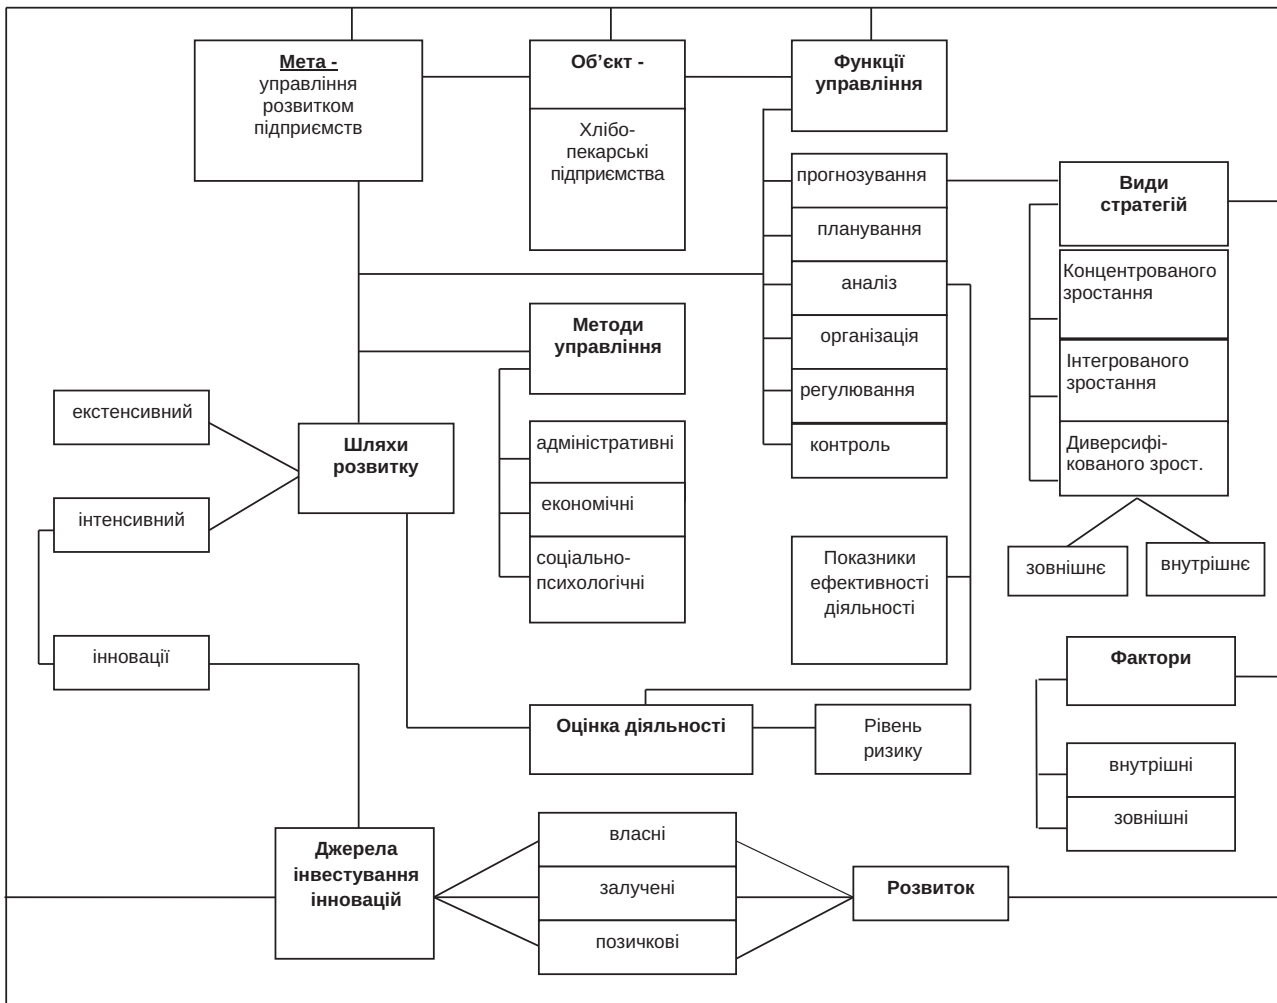 Мета -
управління
розвитком
підприємств
Об’єкт -
Хлібо-
пекарські
підприємства
Функції
управління
прогнозування
планування
аналіз
організація
регулювання
контроль
Види
стратегій
Концентрованого
зростання
Інтегрованого
зростання
Диверсифі-
кованого зрост.
зовнішнє
внутрішнє
Методи
управління
адміністративні
економічні
соціально-
психологічні
екстенсивний
Шляхи
розвитку
інтенсивний
інновації
Показники
ефективності
діяльності
Фактори
внутрішні
зовнішні
Оцінка діяльності
Рівень
ризику
Джерела
інвестування
інновацій
власні
залучені
позичкові
Розвиток